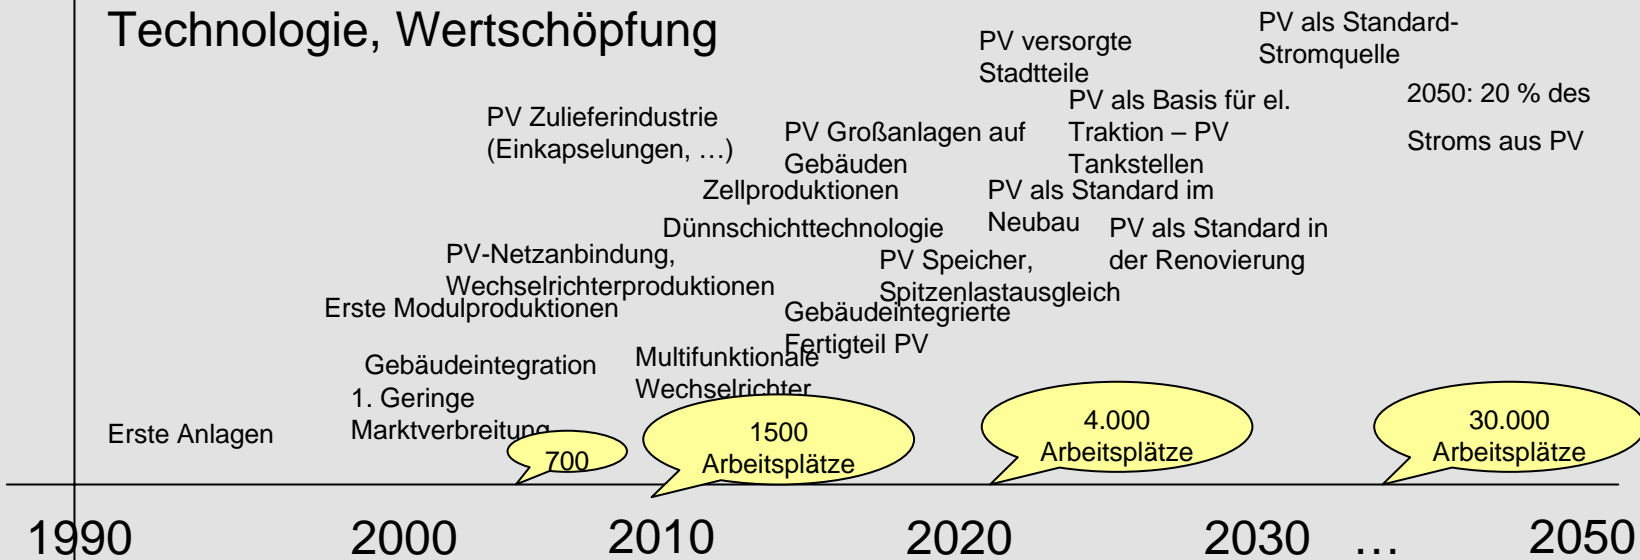 Technologie, Wertschöpfung
PV als Standard-
Stromquelle
PV versorgte
Stadtteile
2050: 20 % des
Stroms aus PV
PV als Basis für el.
Traktion – PV
Tankstellen
PV Zulieferindustrie
(Einkapselungen, …)
PV Großanlagen auf
Gebäuden
Zellproduktionen
PV als Standard im
Neubau
Dünnschichttechnologie
PV als Standard in
der Renovierung
PV-Netzanbindung,
Wechselrichterproduktionen
PV Speicher,
Spitzenlastausgleich
Erste Modulproduktionen
Gebäudeintegrierte
Fertigteil PV
Gebäudeintegration
Multifunktionale
Wechselrichter
1. Geringe
Marktverbreitung
Erste Anlagen
700
1500
Arbeitsplätze
4.000
Arbeitsplätze
30.000
Arbeitsplätze
1990 2000 2010 2020 2030 … 2050